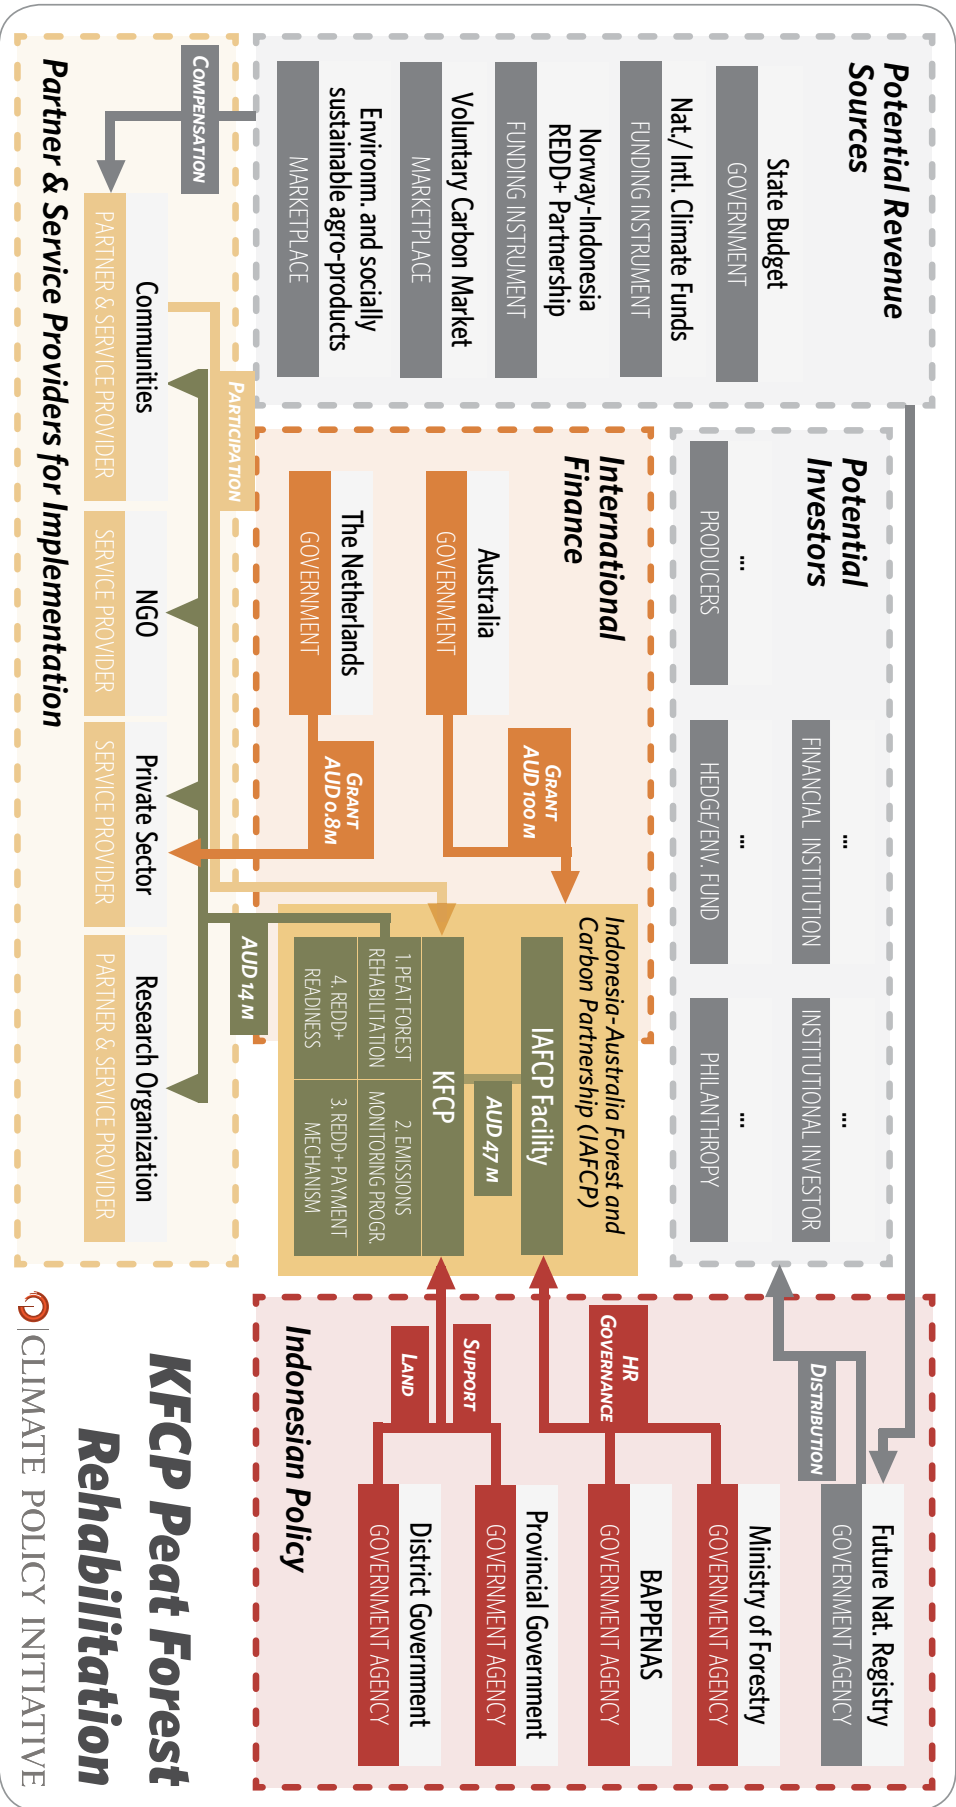 Potential Revenue
Sources
State Budget
GOVERNMENT
Nat./ Intl. Climate Funds
FUNDING INSTRUMENT
Norway-Indonesia
REDD+ Partnership
FUNDING INSTRUMENT
Voluntary Carbon Market
MARKETPLACE
Environm. and socially
sustainable agro-products
MARKETPLACE
COMPENSATION
Potential
Investors
...
FINANCIAL INSTITUTION
...
INSTITUTIONAL INVESTOR
...
PRODUCERS
...
HEDGE/ENV. FUND
...
PHILANTHROPY
DISTRIBUTION
Future Nat. Registry
GOVERNMENT AGENCY
Ministry of Forestry
GOVERNMENT AGENCY
BAPPENAS
GOVERNMENT AGENCY
Provincial Government
GOVERNMENT AGENCY
District Government
GOVERNMENT AGENCY
HR
GOVERNANCE
SUPPORT
LAND
Indonesian Policy
International
Finance
Australia
GOVERNMENT
GRANT
AUD 100 M
The Netherlands
GOVERNMENT
GRANT
AUD 0.8M
Indonesia-Australia Forest and
Carbon Partnership (IAFCP)
IAFCP Facility
AUD 47 M
KFCP
1. PEAT FOREST
REHABILITATION
2. EMISSIONS
MONITORING PROGR.
4. REDD+
READINESS
3. REDD+ PAYMENT
MECHANISM
AUD 14 M
PARTICIPATION
Communities
PARTNER & SERVICE PROVIDER
NGO
SERVICE PROVIDER
Private Sector
SERVICE PROVIDER
Research Organization
PARTNER & SERVICE PROVIDER
Partner & Service Providers for Implementation
KFCP Peat Forest
Rehabilitation
CLIMATE POLICY INITIATIVE